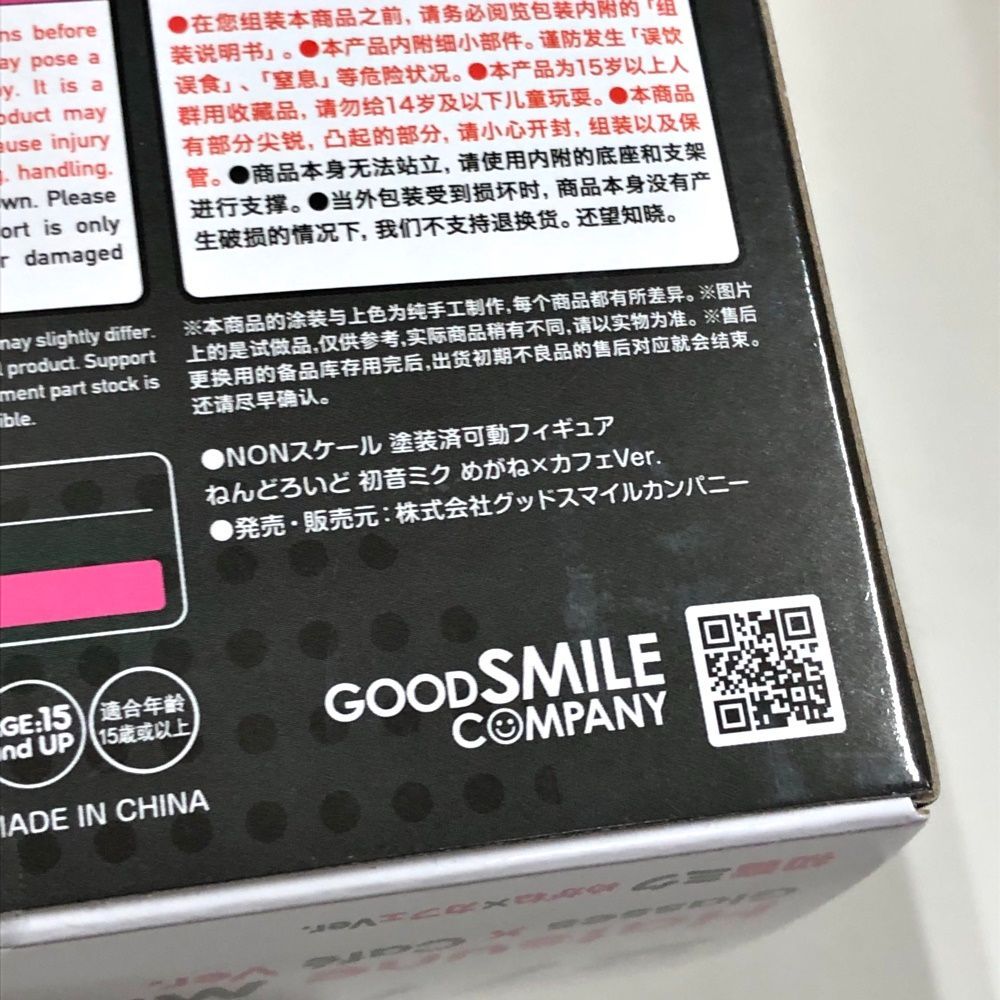 ns before
ay pose a
y. It is a
oduct may
ause injury
g, handling.
wn. Please
ort is only
r damaged
●在您组装本商品之前，请务必阅览包装内附的「组
装说明书」。●本产品内附细小部件。谨防发生「误饮
误食」、「窒息」等危险状况。●本产品为15岁以上人
群用收藏品，请勿给14岁及以下儿童玩耍。●本商品
有部分尖锐，凸起的部分，请小心开封，组装以及保
管。●商品本身无法站立，请使用内附的底座和支架
进行支撑。●当外包装受到损坏时，商品本身没有产
生破损的情况下，我们不支持退换货。还望知晓。
may slightly differ.
l product. Support
ment part stock is
ible.
※本商品的涂装与上色为纯手工制作,每个商品都有所差异。※图片
上的是试做品,仅供参考,实际商品稍有不同,请以实物为准。※售后
更换用的备品库存用完后,出货初期不良品的售后对应就会结束。
还请尽早确认。
●NONスケール 塗装済可動フィギュア
ねんどろいど 初音ミク めがね×カフェVer.
●発売・販売元：株式会社グッドスマイルカンパニー
GE:15
nd UP
適合年齡
15歳或以上
GOODSMILE
COMPANY
MADE IN CHINA
初音ミク めがね×カフェVer.
Glasses × Café Ver.